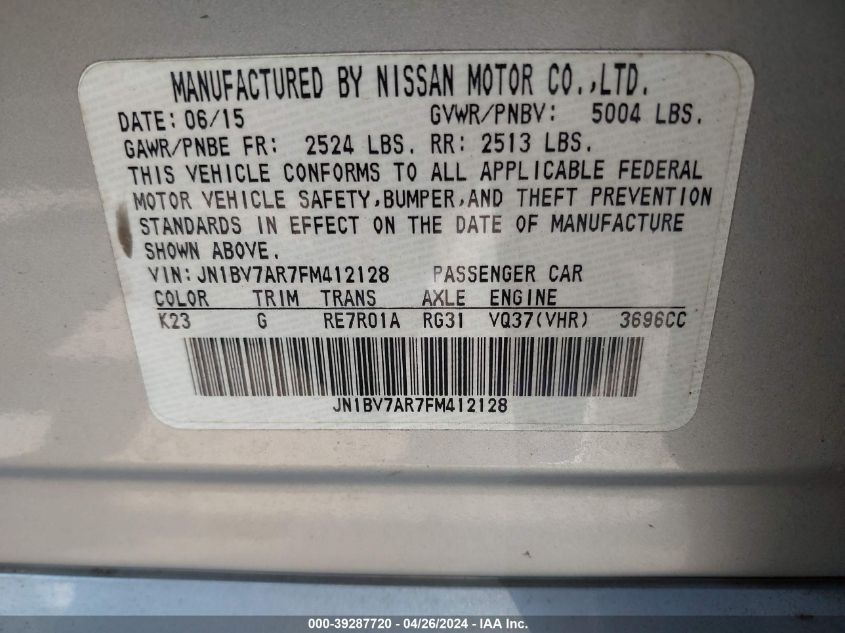 MANUFACTURED BY NISSAN MOTOR CO.,LTD.
DATE: 06/15 GVWR/PNBV: 5004 LBS.
GAWR/PNBE FR: 2524 LBS. RR: 2513 LBS.
THIS VEHICLE CONFORMS TO ALL APPLICABLE FEDERAL
MOTOR VEHICLE SAFETY,BUMPER,AND THEFT PREVENTION
STANDARDS IN EFFECT ON THE DATE OF MANUFACTURE
SHOWN ABOVE.
VIN: JN1BV7AR7FM412128 PASSENGER CAR
COLOR TRIM TRANS AXLE ENGINE
K23 G RE7R01A RG31 VQ37(VHR) 3696CC
JN1BV7AR7FM412128
000-39287720 - 04/26/2024 - IAA Inc.